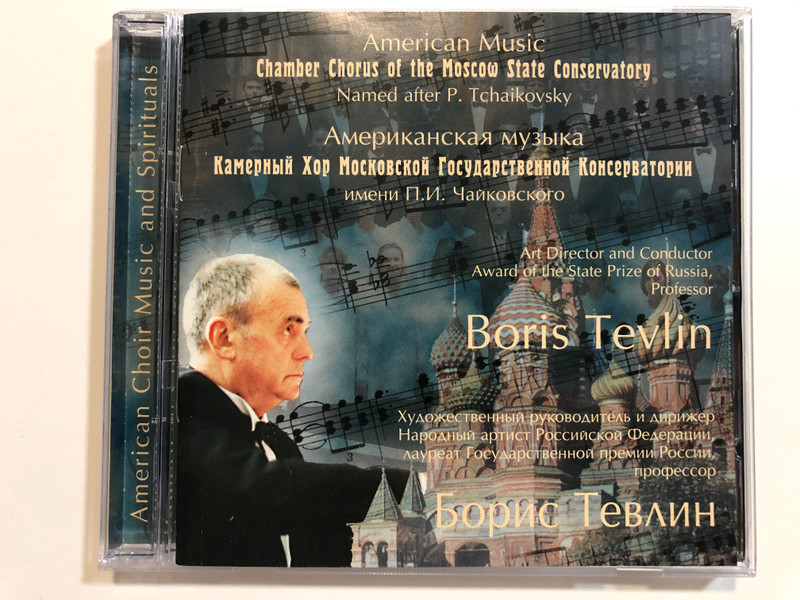 American Choir Music and Spirituals
American Music
Chamber Chorus of the Moscow State Conservatory
Named after P. Tchaikovsky
Американская музыка
Камерный Хор Московской Государственной Консерватории
имени П.И. Чайковского
Art Director and Conductor
Award of the State Prize of Russia,
Professor
Boris Tevlin
Художественный руководитель и дирижер
Народный артист Российской Федерации,
лауреат Государственной премии России,
профессор
Борис Тевлин